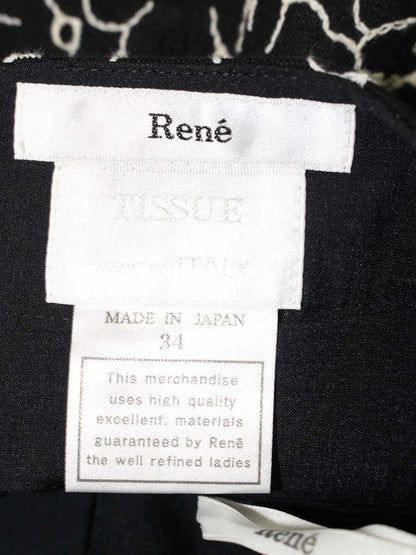 René
TISSUE
MADE IN ITALY
MADE IN JAPAN
34
This merchandise
uses high quality
excellent. materials
guaranteed by René
the well refined ladies
René